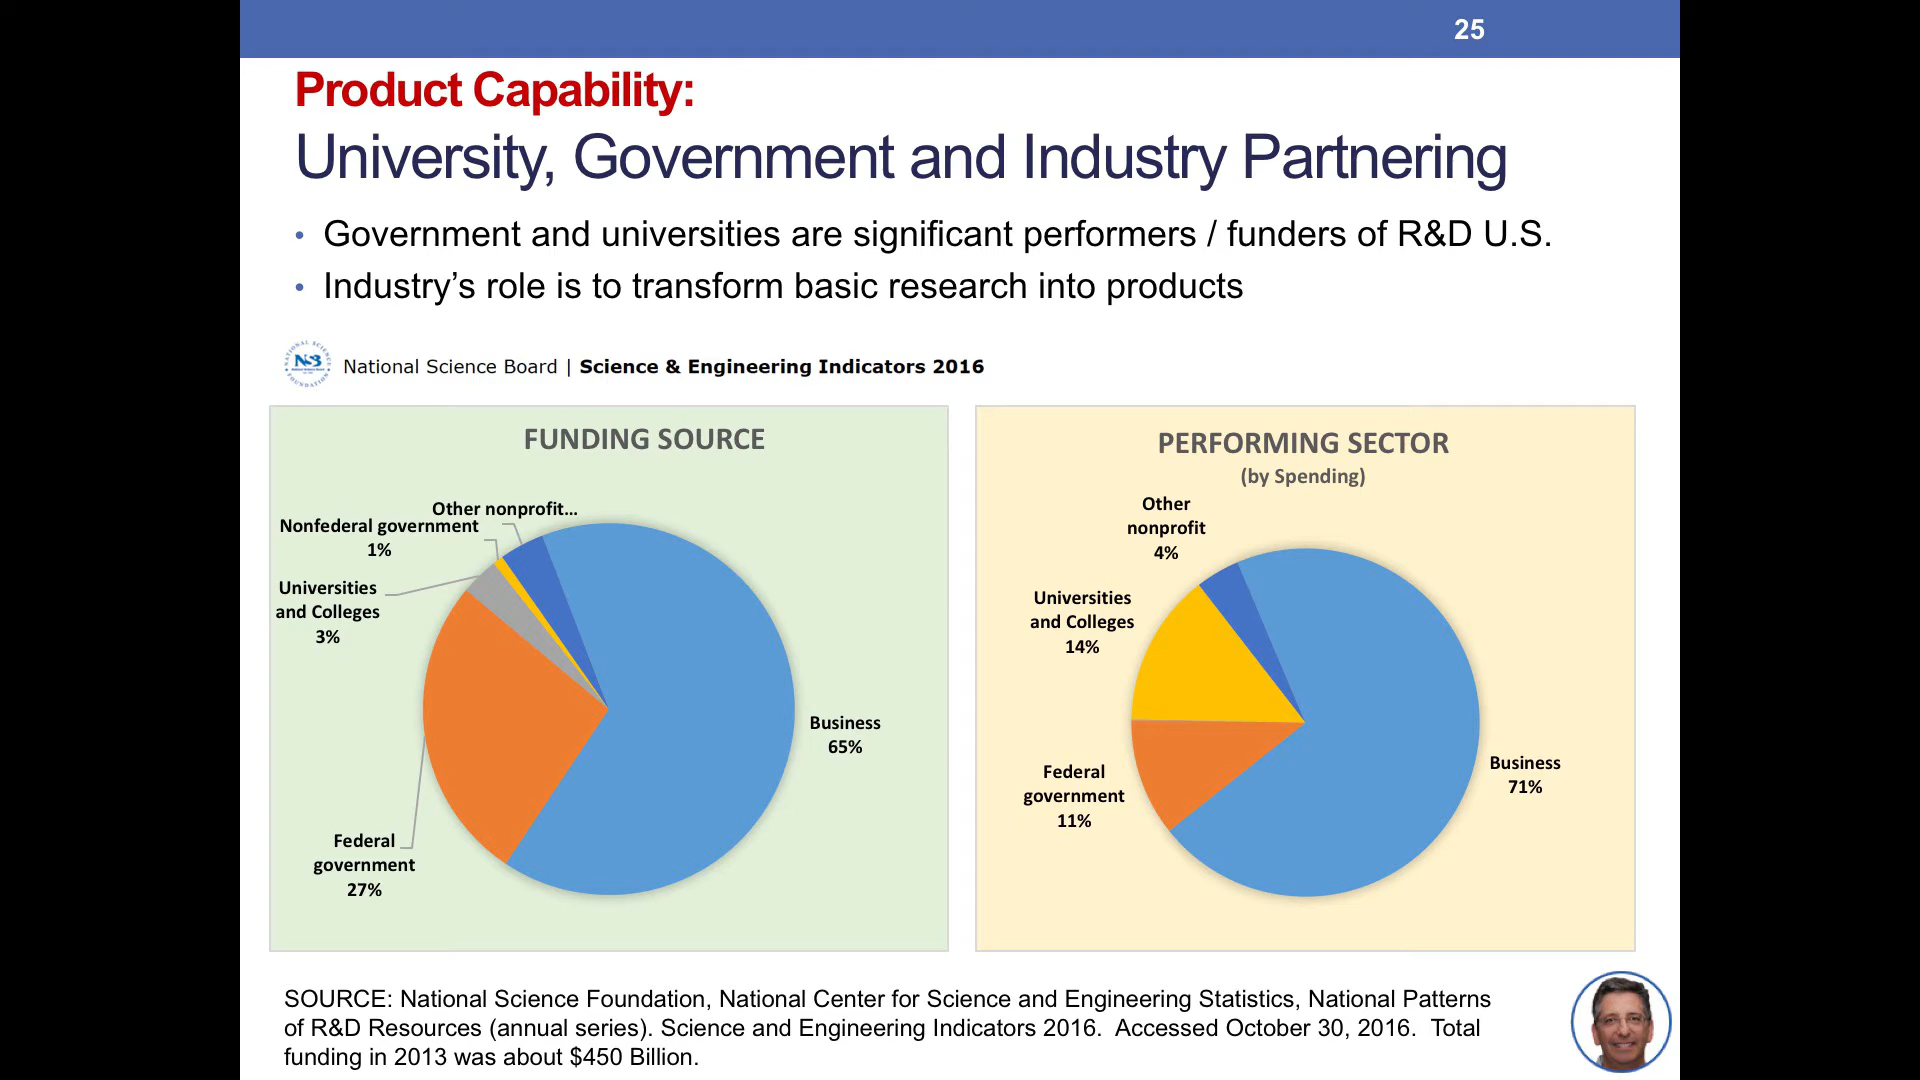 25
Product Capability:
University, Government and Industry Partnering
• Government and universities are significant performers / funders of R&D U.S.
• Industry’s role is to transform basic research into products
NSB
National Science Board | Science & Engineering Indicators 2016
FUNDING SOURCE
Other nonprofit...
Nonfederal government
1%
Universities
and Colleges
3%
Business
65%
Federal
government
27%
PERFORMING SECTOR
(by Spending)
Other
nonprofit
4%
Universities
and Colleges
14%
Business
71%
Federal
government
11%
SOURCE: National Science Foundation, National Center for Science and Engineering Statistics, National Patterns
of R&D Resources (annual series). Science and Engineering Indicators 2016.  Accessed October 30, 2016.  Total
funding in 2013 was about $450 Billion.